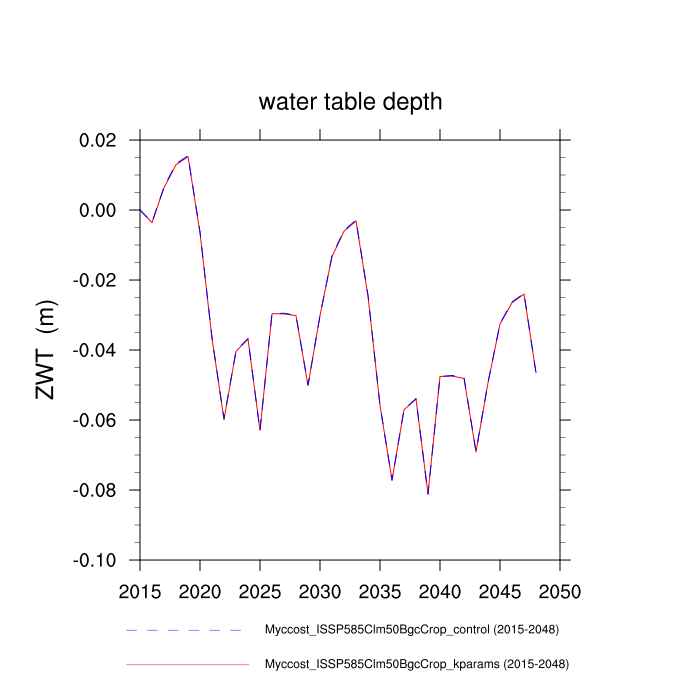 water table depth
ZWT (m)
0.02
0.00
-0.02
-0.04
-0.06
-0.08
-0.10
2015 2020 2025 2030 2035 2040 2045 2050
Myccost_ISSP585Clm50BgcCrop_control (2015-2048)
Myccost_ISSP585Clm50BgcCrop_kparams (2015-2048)